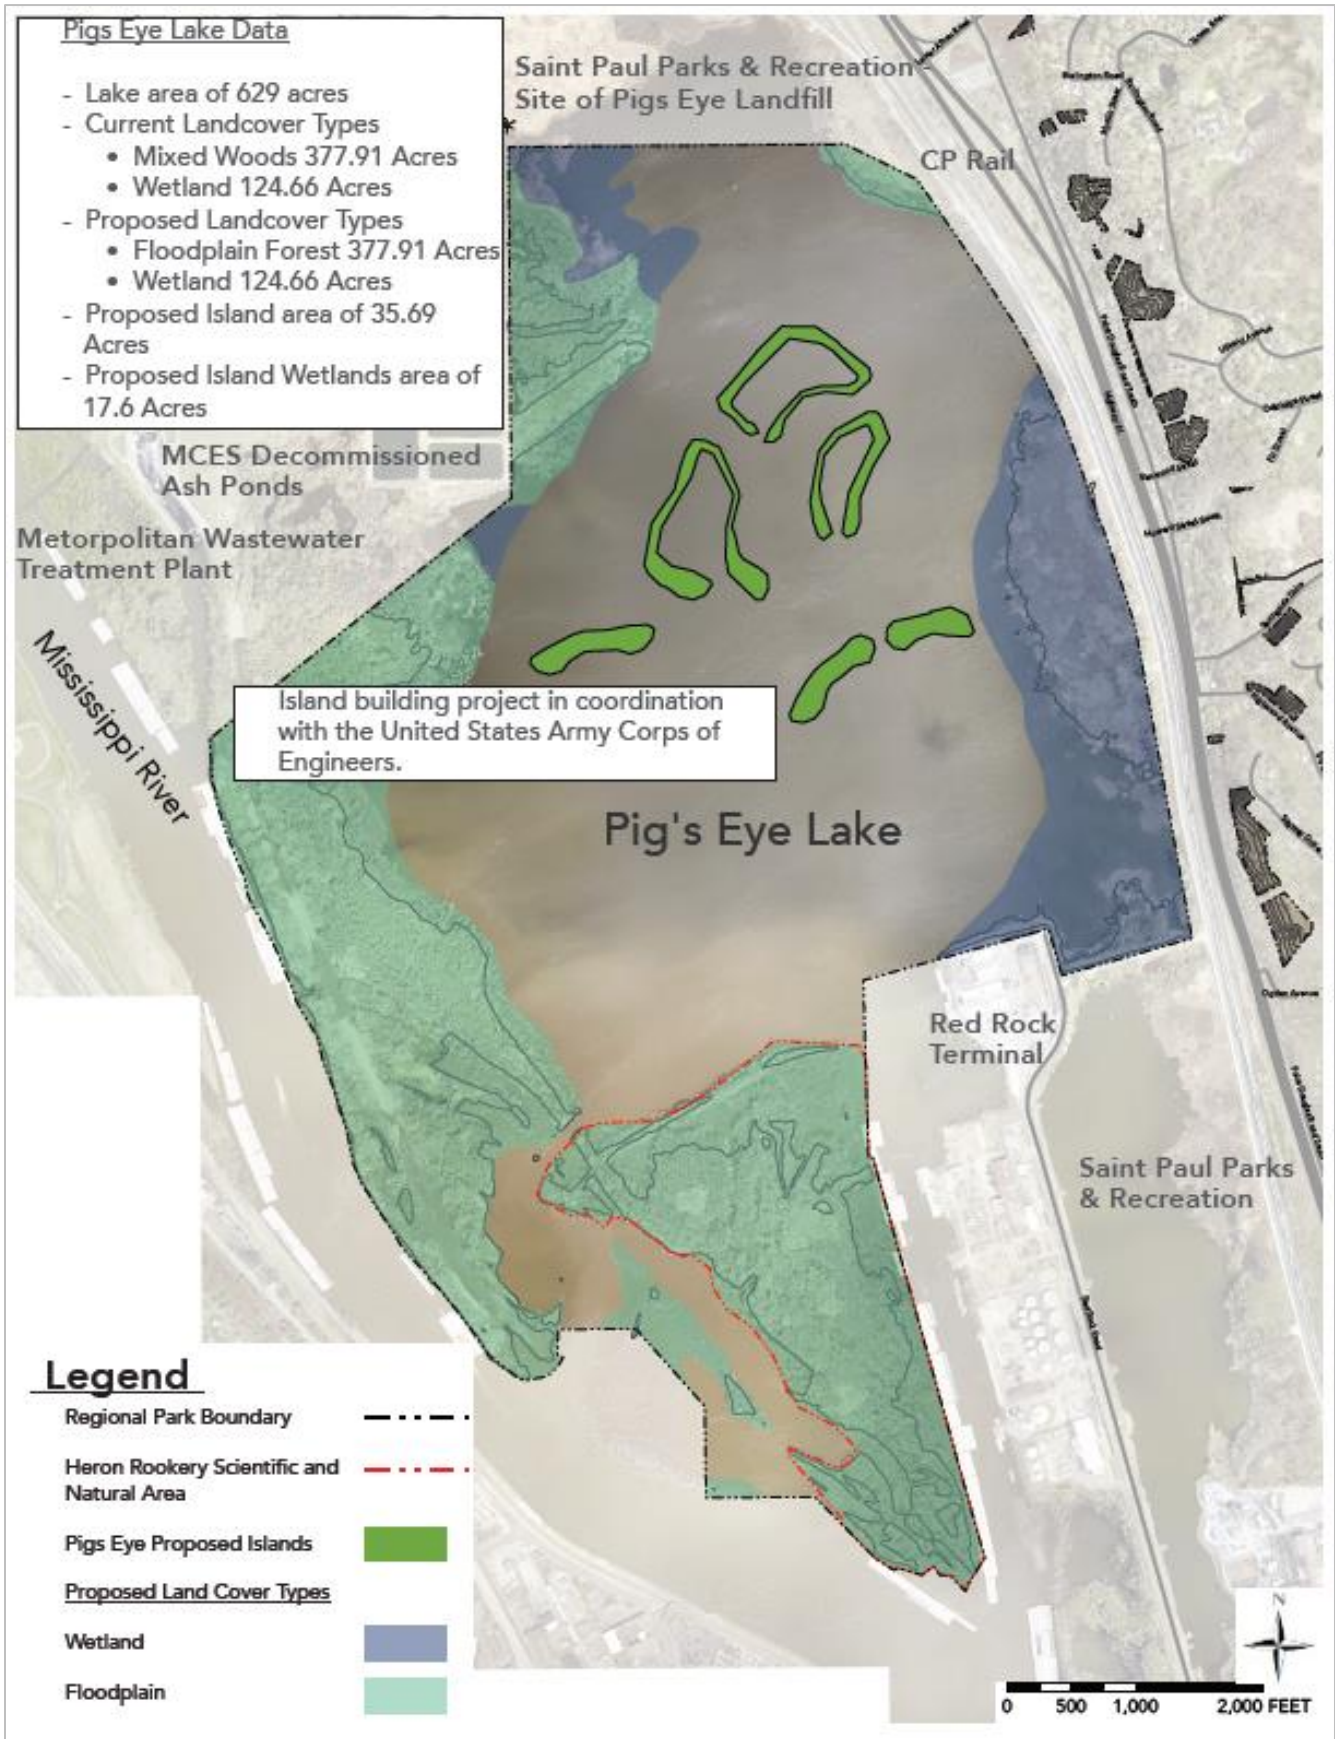 Pigs Eye Lake Data
- Lake area of 629 acres
- Current Landcover Types
• Mixed Woods 377.91 Acres
• Wetland 124.66 Acres
- Proposed Landcover Types
• Floodplain Forest 377.91 Acres
• Wetland 124.66 Acres
- Proposed Island area of 35.69
Acres
- Proposed Island Wetlands area of
17.6 Acres
Saint Paul Parks & Recreation -
Site of Pigs Eye Landfill
CP Rail
MCES Decommissioned
Ash Ponds
Metorpolitan Wastewater
Treatment Plant
Mississippi River
Island building project in coordination
with the United States Army Corps of
Engineers.
Pig's Eye Lake
Red Rock
Terminal
Saint Paul Parks
& Recreation
Ogden Avenue
Legend
Regional Park Boundary
Heron Rookery Scientific and
Natural Area
Pigs Eye Proposed Islands
Proposed Land Cover Types
Wetland
Floodplain
N
0 500 1,000 2,000 FEET